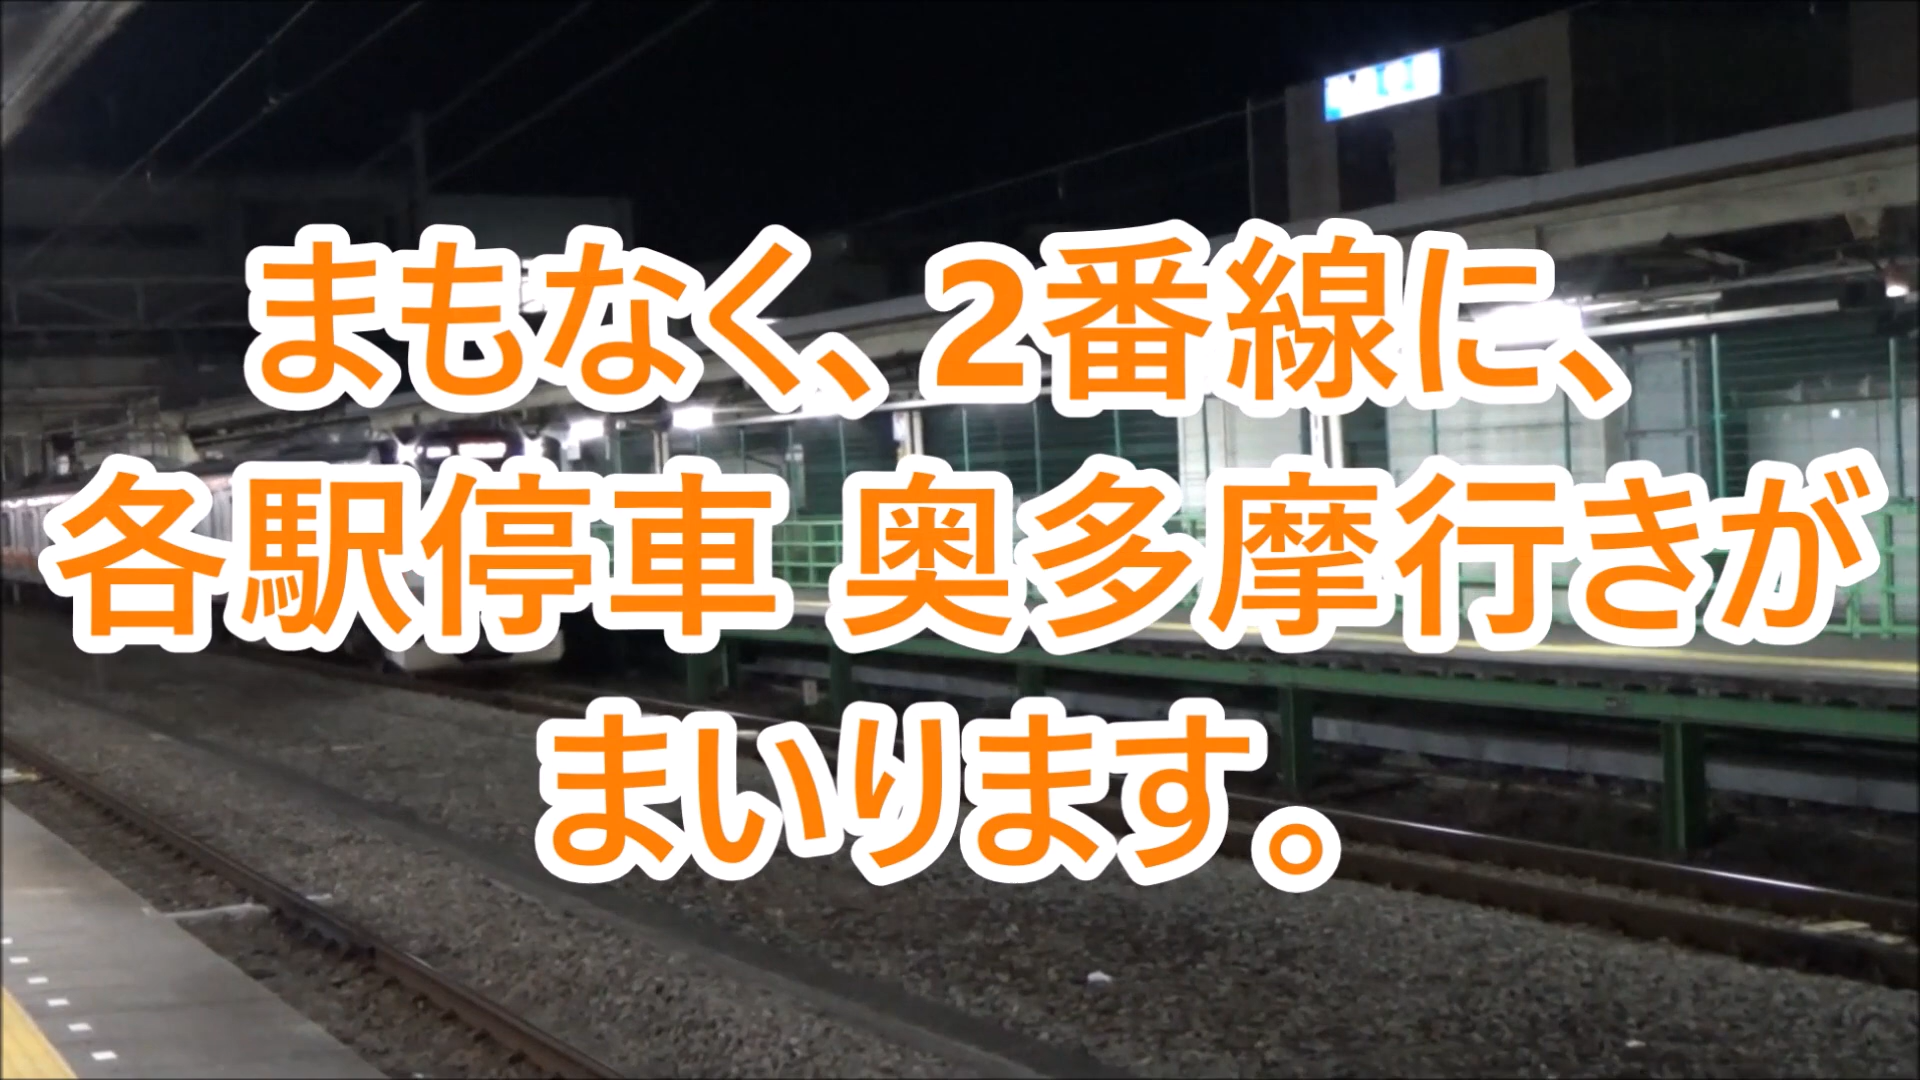 まもなく、2番線に、
各駅停車 奥多摩行きが
まいります。